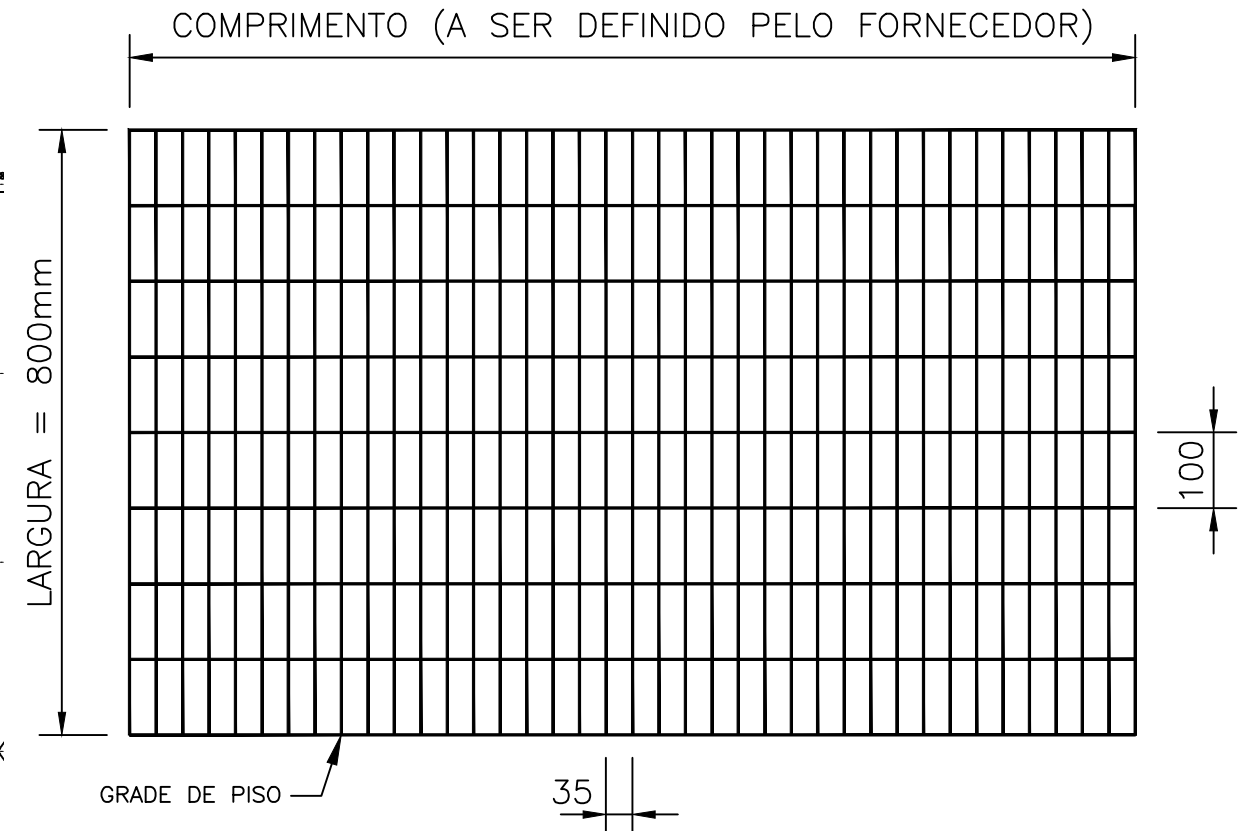 COMPRIMENTO (A SER DEFINIDO PELO FORNECEDOR)
LARGURA = 800mm
100
GRADE DE PISO
35